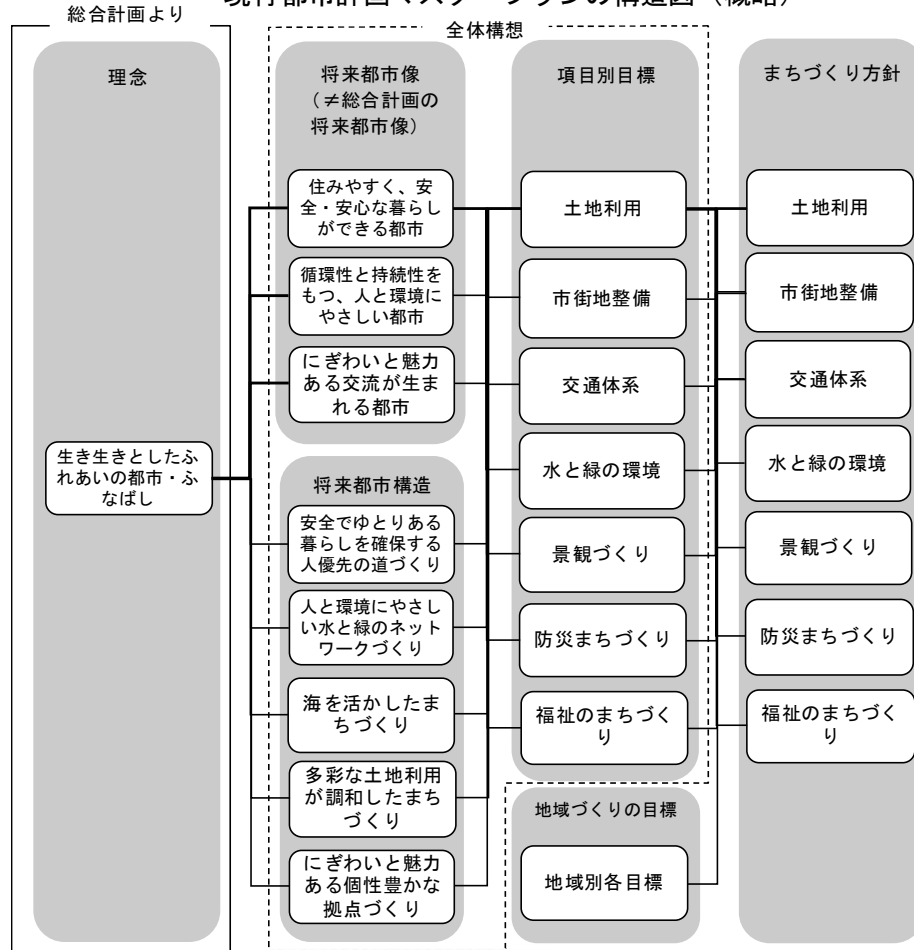 現行都市計画マスタープランの構造図（概略）
総合計画より
全体構想
理念
生き生きとしたふ
れあいの都市・ふ
なばし
将来都市像
（≠総合計画の
将来都市像）
住みやすく、安
全・安心な暮らし
ができる都市
循環性と持続性を
もつ、人と環境に
やさしい都市
にぎわいと魅力
ある交流が生ま
れる都市
将来都市構造
安全でゆとりある
暮らしを確保する
人優先の道づくり
人と環境にやさし
い水と緑のネット
ワークづくり
海を活かしたま
ちづくり
多彩な土地利用
が調和したまち
づくり
にぎわいと魅力
ある個性豊かな
拠点づくり
項目別目標
土地利用
市街地整備
交通体系
水と緑の環境
景観づくり
防災まちづくり
福祉のまちづく
り
地域づくりの目標
地域別各目標
まちづくり方針
土地利用
市街地整備
交通体系
水と緑の環境
景観づくり
防災まちづくり
福祉のまちづく
り